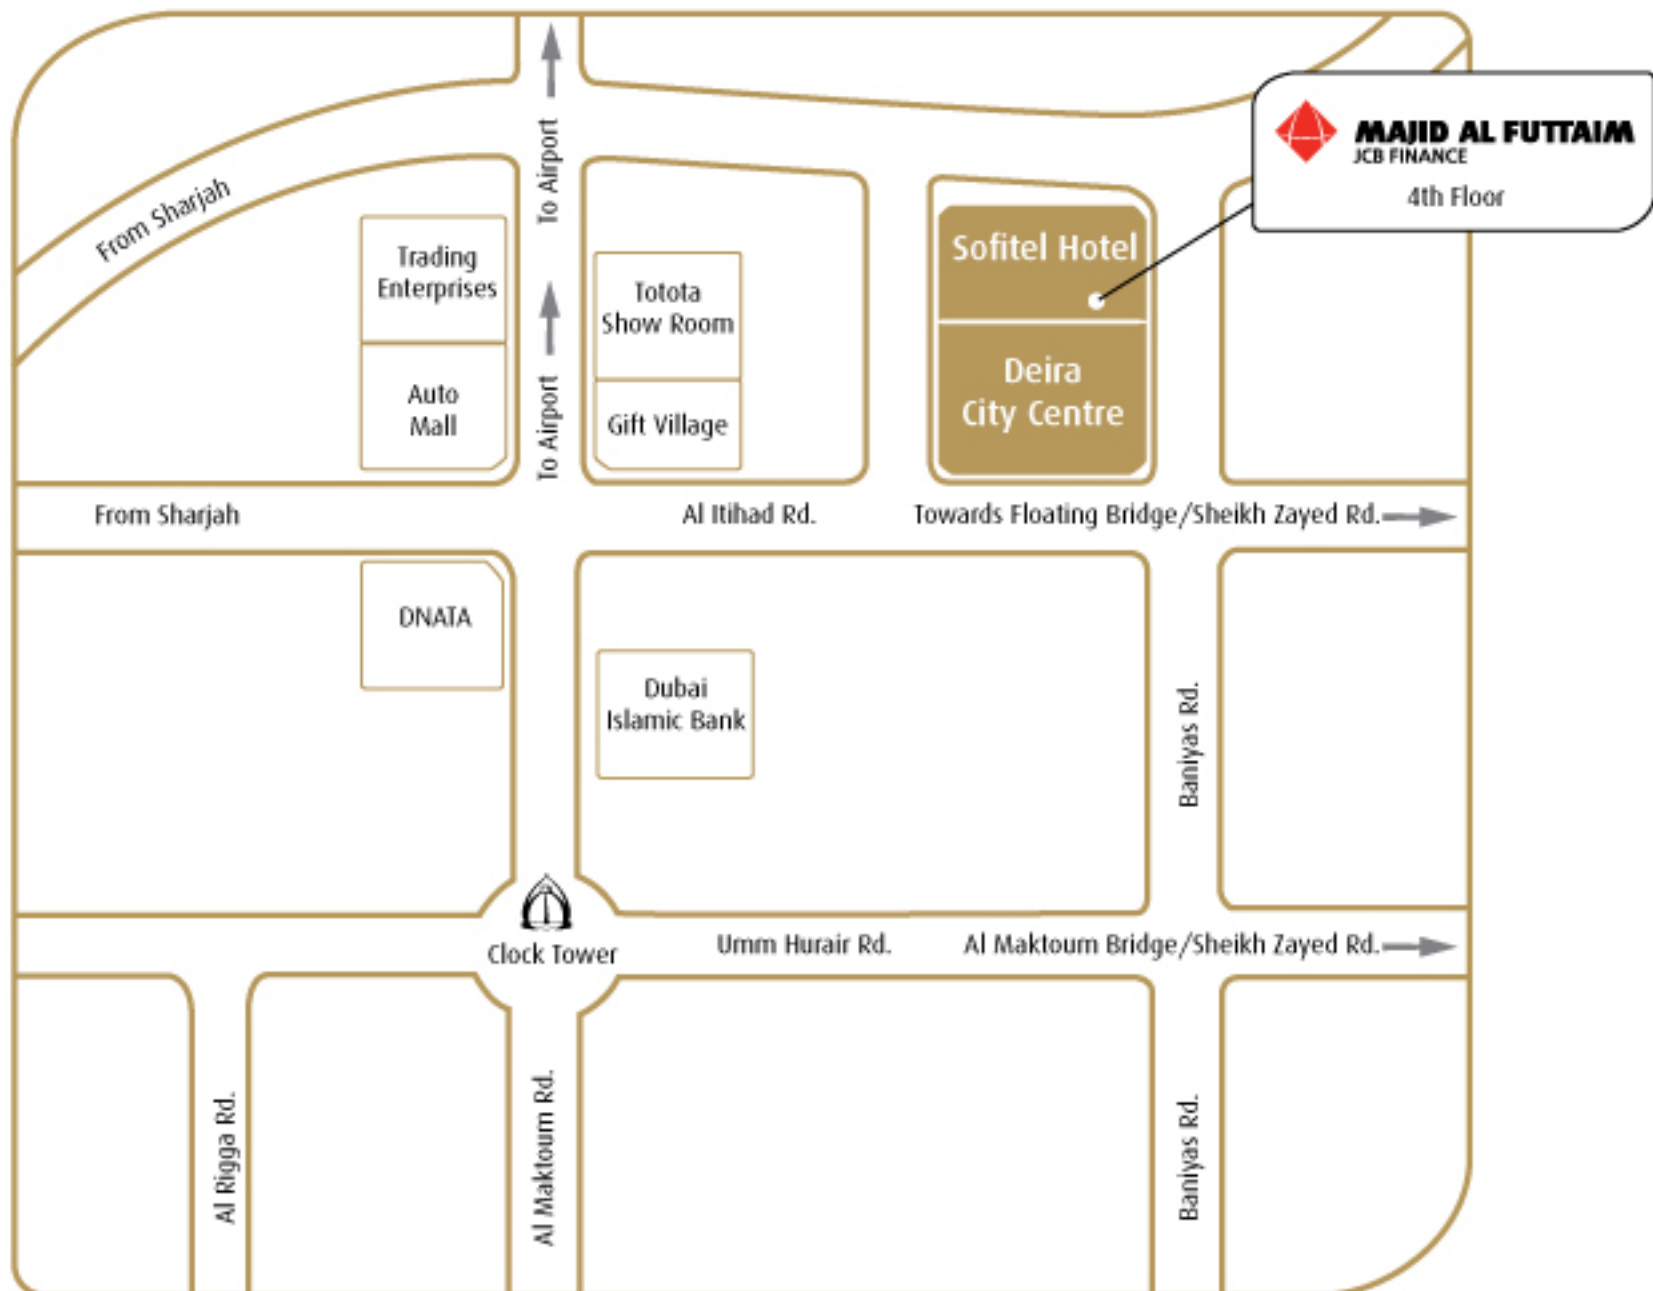 To Airport
MAJID AL FUTTAIM
JCB FINANCE
4th Floor
From Sharjah
Trading
Enterprises
Totota
Show Room
Sofitel Hotel
Auto
Mall
To Airport
Gift Village
Deira
City Centre
From Sharjah
Al Itihad Rd.
Towards Floating Bridge/Sheikh Zayed Rd.
DNATA
Dubai
Islamic Bank
Baniyas Rd.
Clock Tower
Umm Hurair Rd.
Al Maktoum Bridge/Sheikh Zayed Rd.
Al Rigga Rd.
Al Maktoum Rd.
Baniyas Rd.